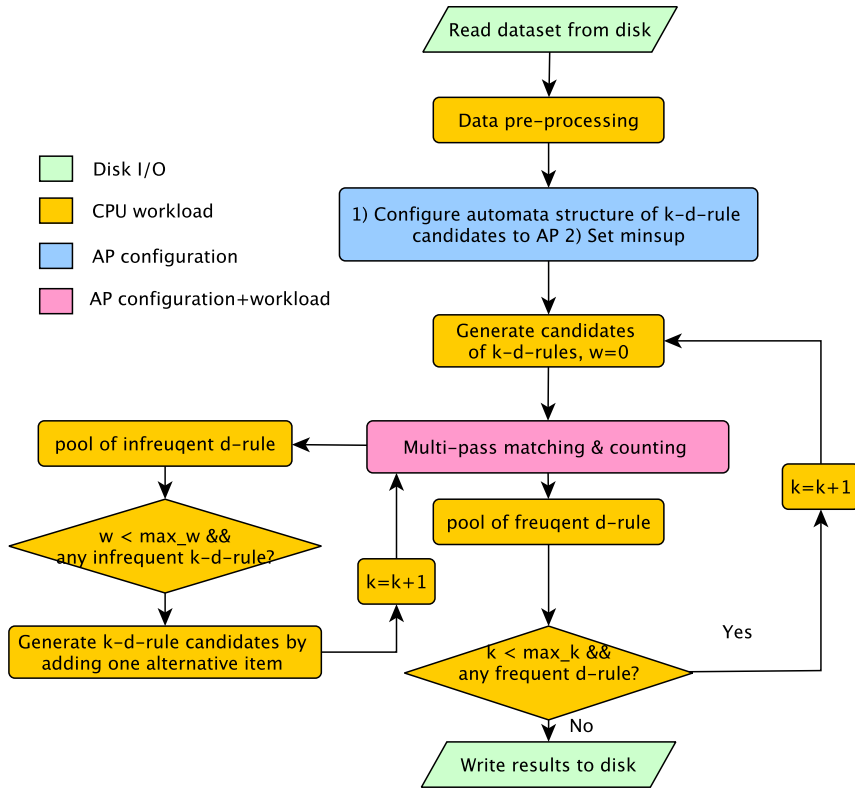 Read dataset from disk
Data pre-processing
Disk I/O
CPU workload
AP configuration
AP configuration+workload
1) Configure automata structure of k-d-rule
candidates to AP 2) Set minsup
Generate candidates
of k-d-rules, w=0
Multi-pass matching & counting
pool of infreuqent d-rule
k=k+1
pool of freuqent d-rule
w < max_w &&
any infrequent k-d-rule?
k=k+1
Generate k-d-rule candidates by
adding one alternative item
Yes
k < max_k &&
any frequent d-rule?
No
Write results to disk